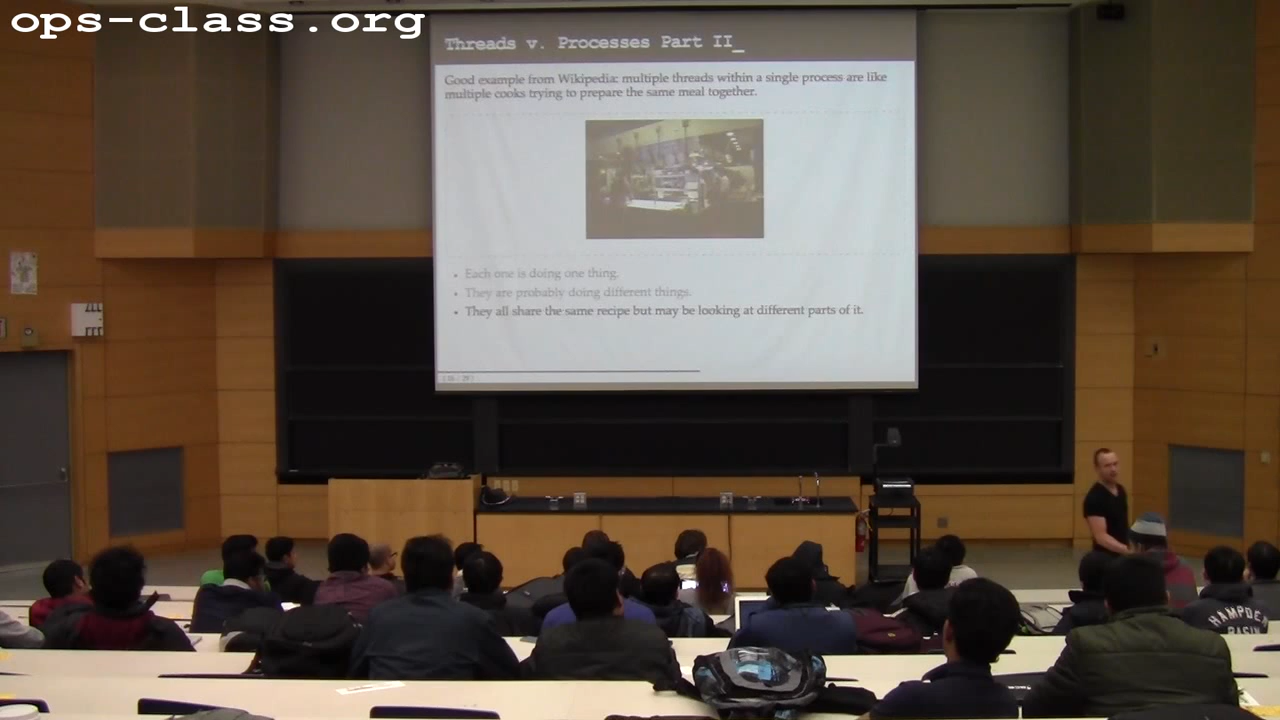 ops-class.org
Threads v. Processes Part II_
Good example from Wikipedia: multiple threads within a single process are like
multiple cooks trying to prepare the same meal together.
• Each one is doing one thing.
• They are probably doing different things.
• They all share the same recipe but may be looking at different parts of it.
HAMPDEN